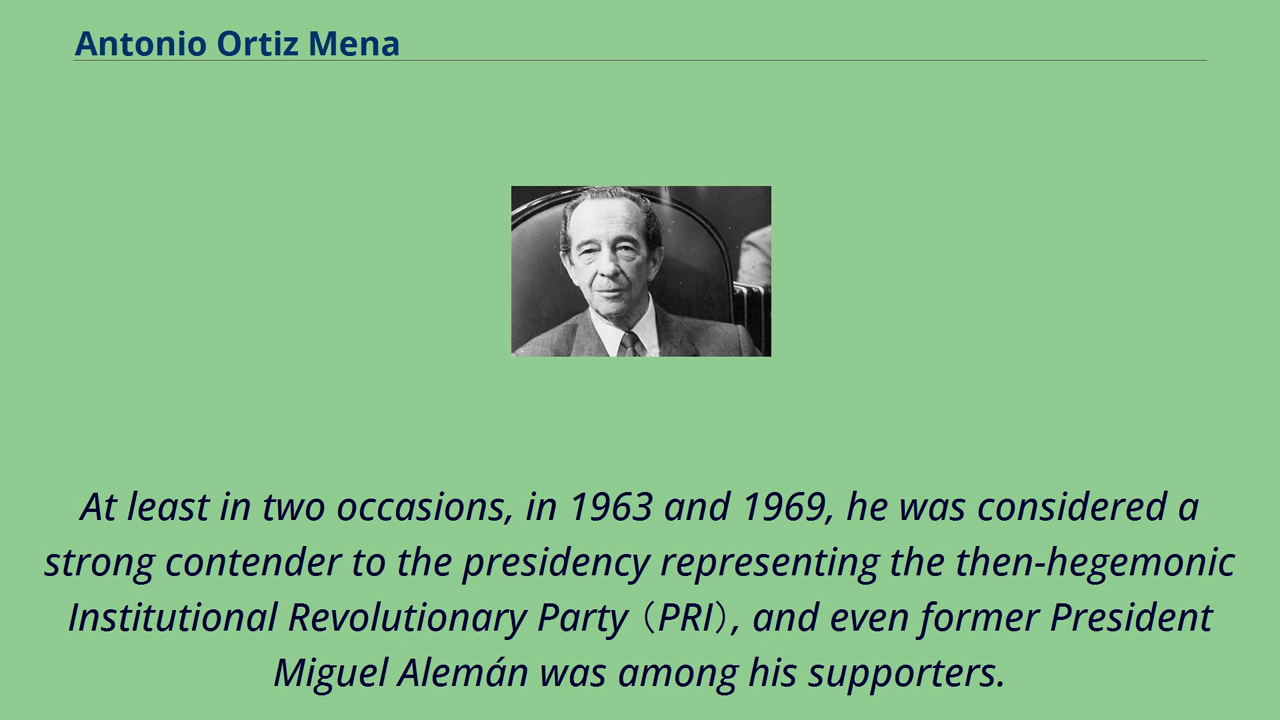 Antonio Ortiz Mena
At least in two occasions, in 1963 and 1969, he was considered a
strong contender to the presidency representing the then-hegemonic
Institutional Revolutionary Party（PRI）, and even former President
Miguel Alemán was among his supporters.